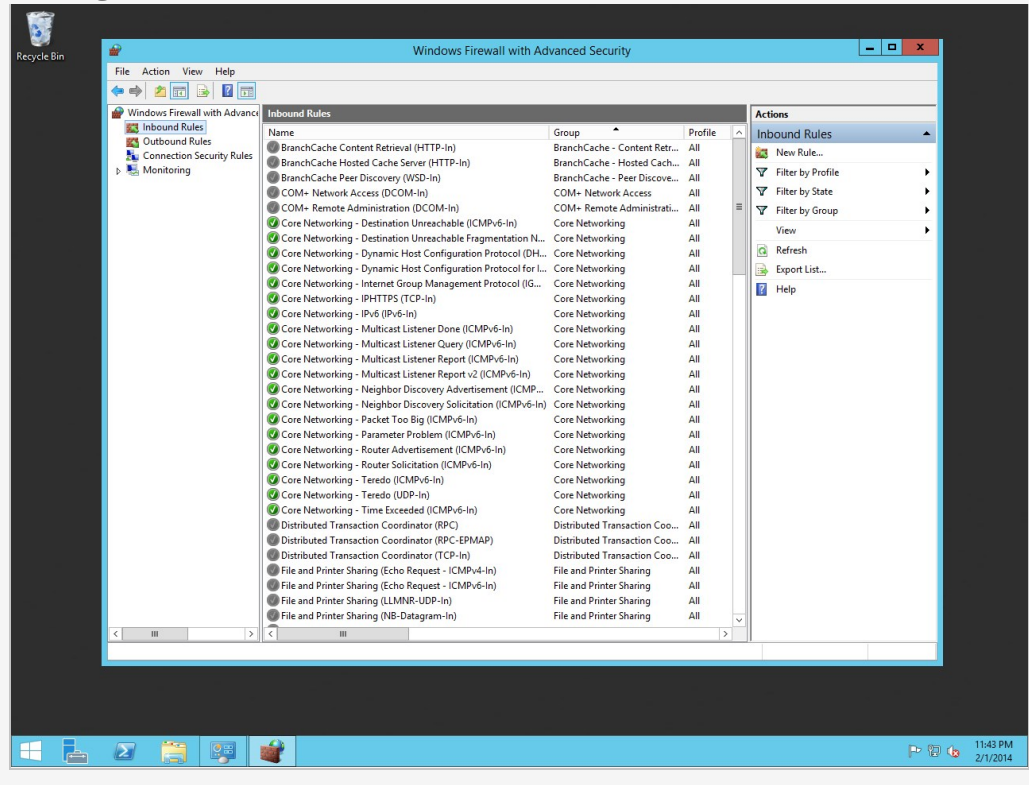 Recycle Bin
Windows Firewall with Advanced Security
File Action View Help
Windows Firewall with Advance
Inbound Rules
Outbound Rules
Connection Security Rules
Monitoring
Inbound Rules
Name Group Profile
BranchCache Content Retrieval (HTTP-In) BranchCache - Content Retr... All
BranchCache Hosted Cache Server (HTTP-In) BranchCache - Hosted Cach... All
BranchCache Peer Discovery (WSD-In) BranchCache - Peer Discove... All
COM+ Network Access (DCOM-In) COM+ Network Access All
COM+ Remote Administration (DCOM-In) COM+ Remote Administrati... All
Core Networking - Destination Unreachable (ICMPv6-In) Core Networking All
Core Networking - Destination Unreachable Fragmentation N... Core Networking All
Core Networking - Dynamic Host Configuration Protocol (DH... Core Networking All
Core Networking - Dynamic Host Configuration Protocol for I... Core Networking All
Core Networking - Internet Group Management Protocol (IG... Core Networking All
Core Networking - IPHTTPS (TCP-In) Core Networking All
Core Networking - IPv6 (IPv6-In) Core Networking All
Core Networking - Multicast Listener Done (ICMPv6-In) Core Networking All
Core Networking - Multicast Listener Query (ICMPv6-In) Core Networking All
Core Networking - Multicast Listener Report (ICMPv6-In) Core Networking All
Core Networking - Multicast Listener Report v2 (ICMPv6-In) Core Networking All
Core Networking - Neighbor Discovery Advertisement (ICMP... Core Networking All
Core Networking - Neighbor Discovery Solicitation (ICMPv6-In) Core Networking All
Core Networking - Packet Too Big (ICMPv6-In) Core Networking All
Core Networking - Parameter Problem (ICMPv6-In) Core Networking All
Core Networking - Router Advertisement (ICMPv6-In) Core Networking All
Core Networking - Router Solicitation (ICMPv6-In) Core Networking All
Core Networking - Teredo (ICMPv6-In) Core Networking All
Core Networking - Teredo (UDP-In) Core Networking All
Core Networking - Time Exceeded (ICMPv6-In) Core Networking All
Distributed Transaction Coordinator (RPC) Distributed Transaction Coo... All
Distributed Transaction Coordinator (RPC-EPMAP) Distributed Transaction Coo... All
Distributed Transaction Coordinator (TCP-In) Distributed Transaction Coo... All
File and Printer Sharing (Echo Request - ICMPv4-In) File and Printer Sharing All
File and Printer Sharing (Echo Request - ICMPv6-In) File and Printer Sharing All
File and Printer Sharing (LLMNR-UDP-In) File and Printer Sharing All
File and Printer Sharing (NB-Datagram-In) File and Printer Sharing All
Actions
Inbound Rules
New Rule...
Filter by Profile
Filter by State
Filter by Group
View
Refresh
Export List...
Help
11:43 PM
2/1/2014